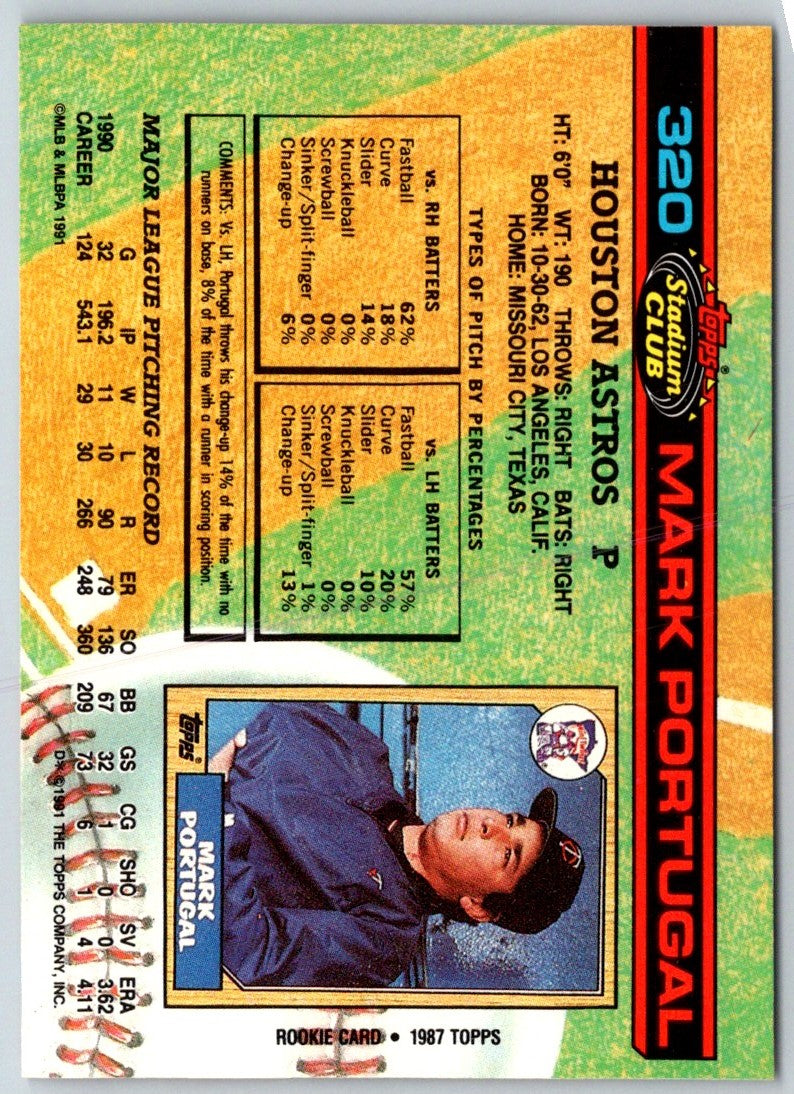 320
topps®
Stadium
CLUB
MARK PORTUGAL
HOUSTON ASTROS P
HT: 6'0" WT: 190 THROWS: RIGHT BATS: RIGHT
BORN: 10-30-62, LOS ANGELES, CALIF.
HOME: MISSOURI CITY, TEXAS
TYPES OF PITCH BY PERCENTAGES
vs. RH BATTERS
Fastball 62%
Curve 18%
Slider 14%
Knuckleball 0%
Screwball 0%
Sinker/Split-finger 0%
Change-up 6%
vs. LH BATTERS
Fastball 57%
Curve 20%
Slider 10%
Knuckleball 0%
Screwball 0%
Sinker/Split-finger 1%
Change-up 13%
COMMENTS: Vs. LH, Portugal throws his change-up 14% of the time with no
runners on base, 8% of the time with a runner in scoring position.
topps
MARK
PORTUGAL
ROOKIE CARD • 1987 TOPPS
MAJOR LEAGUE PITCHING RECORD
G IP W L R ER SO BB GS CG SHO SV ERA
1990 32 196.2 11 10 90 79 136 67 32 1 0 0 3.62
CAREER 124 543.1 29 30 266 248 360 209 73 6 1 4 4.11
©MLB & MLBPA 1991
D* ©1991 THE TOPPS COMPANY, INC.